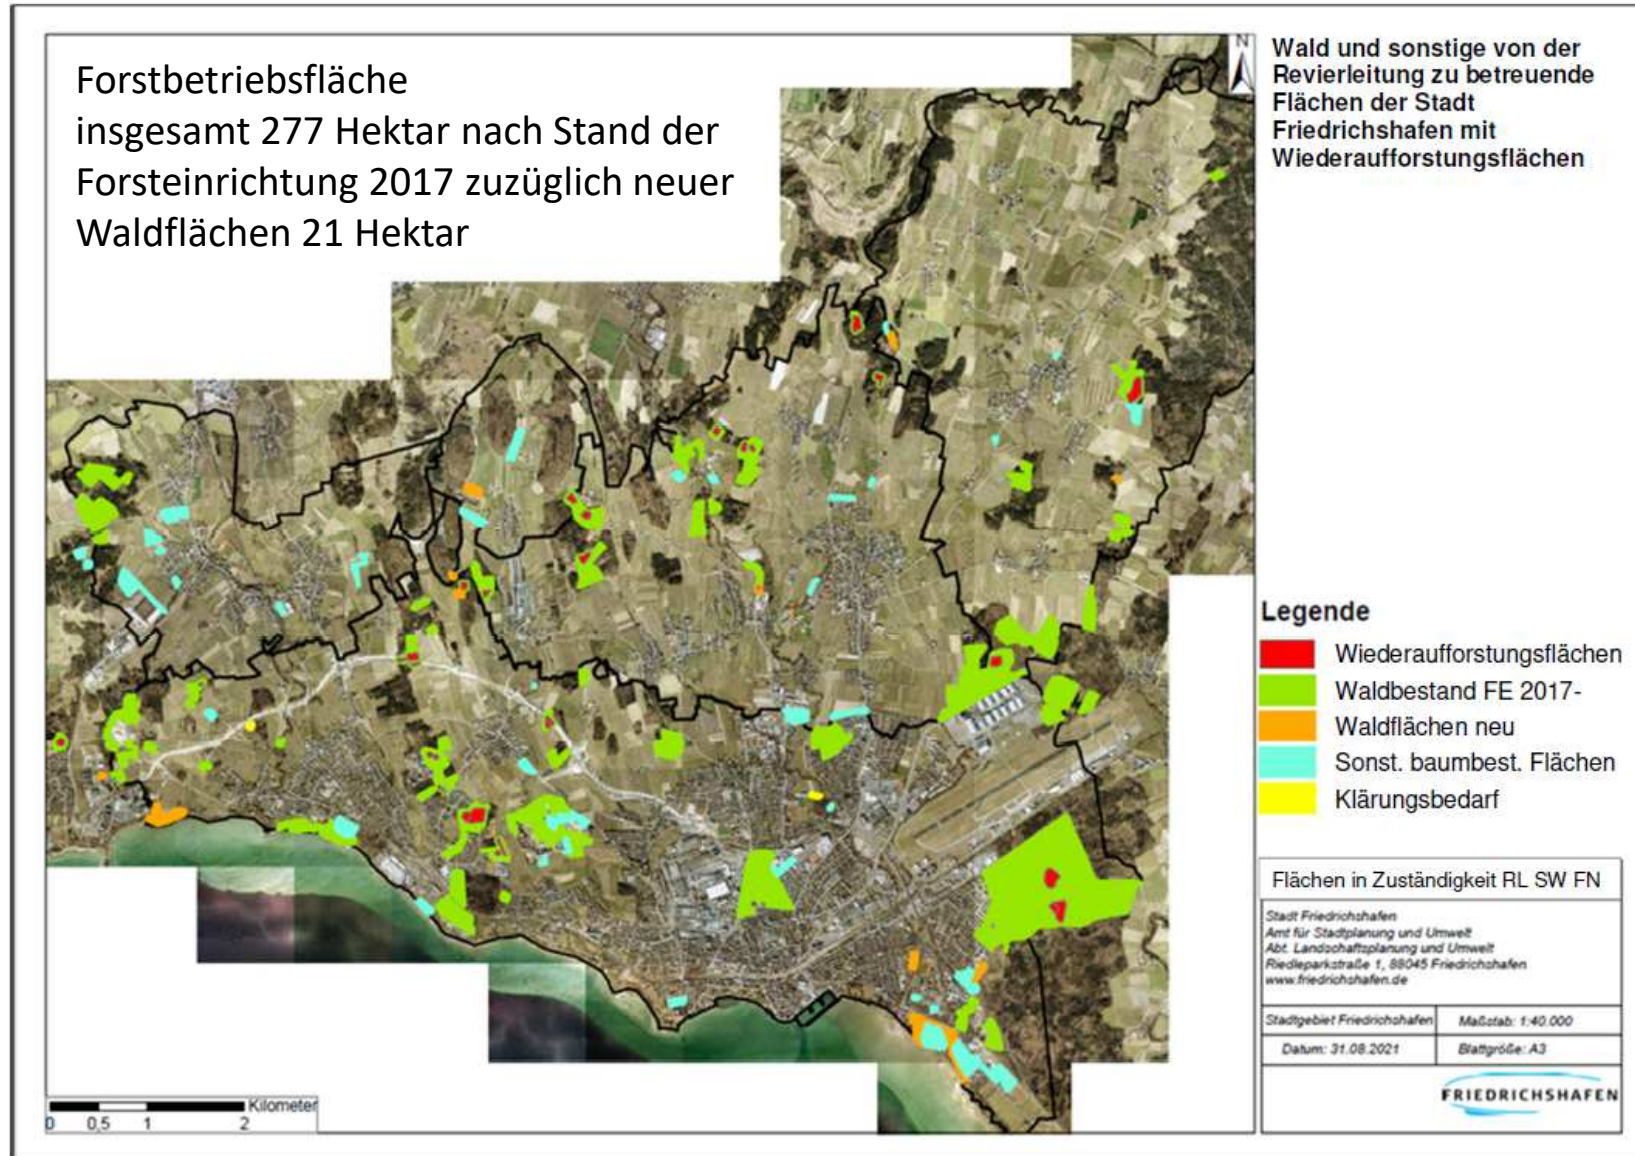 Forstbetriebsfläche
insgesamt 277 Hektar nach Stand der
Forsteinrichtung 2017 zuzüglich neuer
Waldflächen 21 Hektar
N
Wald und sonstige von der
Revierleitung zu betreuende
Flächen der Stadt
Friedrichshafen mit
Wiederaufforstungsflächen
Legende
Wiederaufforstungsflächen
Waldbestand FE 2017-
Waldflächen neu
Sonst. baumbest. Flächen
Klärungsbedarf
Flächen in Zuständigkeit RL SW FN
Stadt Friedrichshafen
Amt für Stadtplanung und Umwelt
Abt. Landschaftsplanung und Umwelt
Riedleparkstraße 1, 88045 Friedrichshafen
www.friedrichshafen.de
Stadtgebiet Friedrichshafen Maßstab: 1:40.000
Datum: 31.08.2021 Blattgröße: A3
FRIEDRICHSHAFEN
Kilometer
0 0,5 1 2